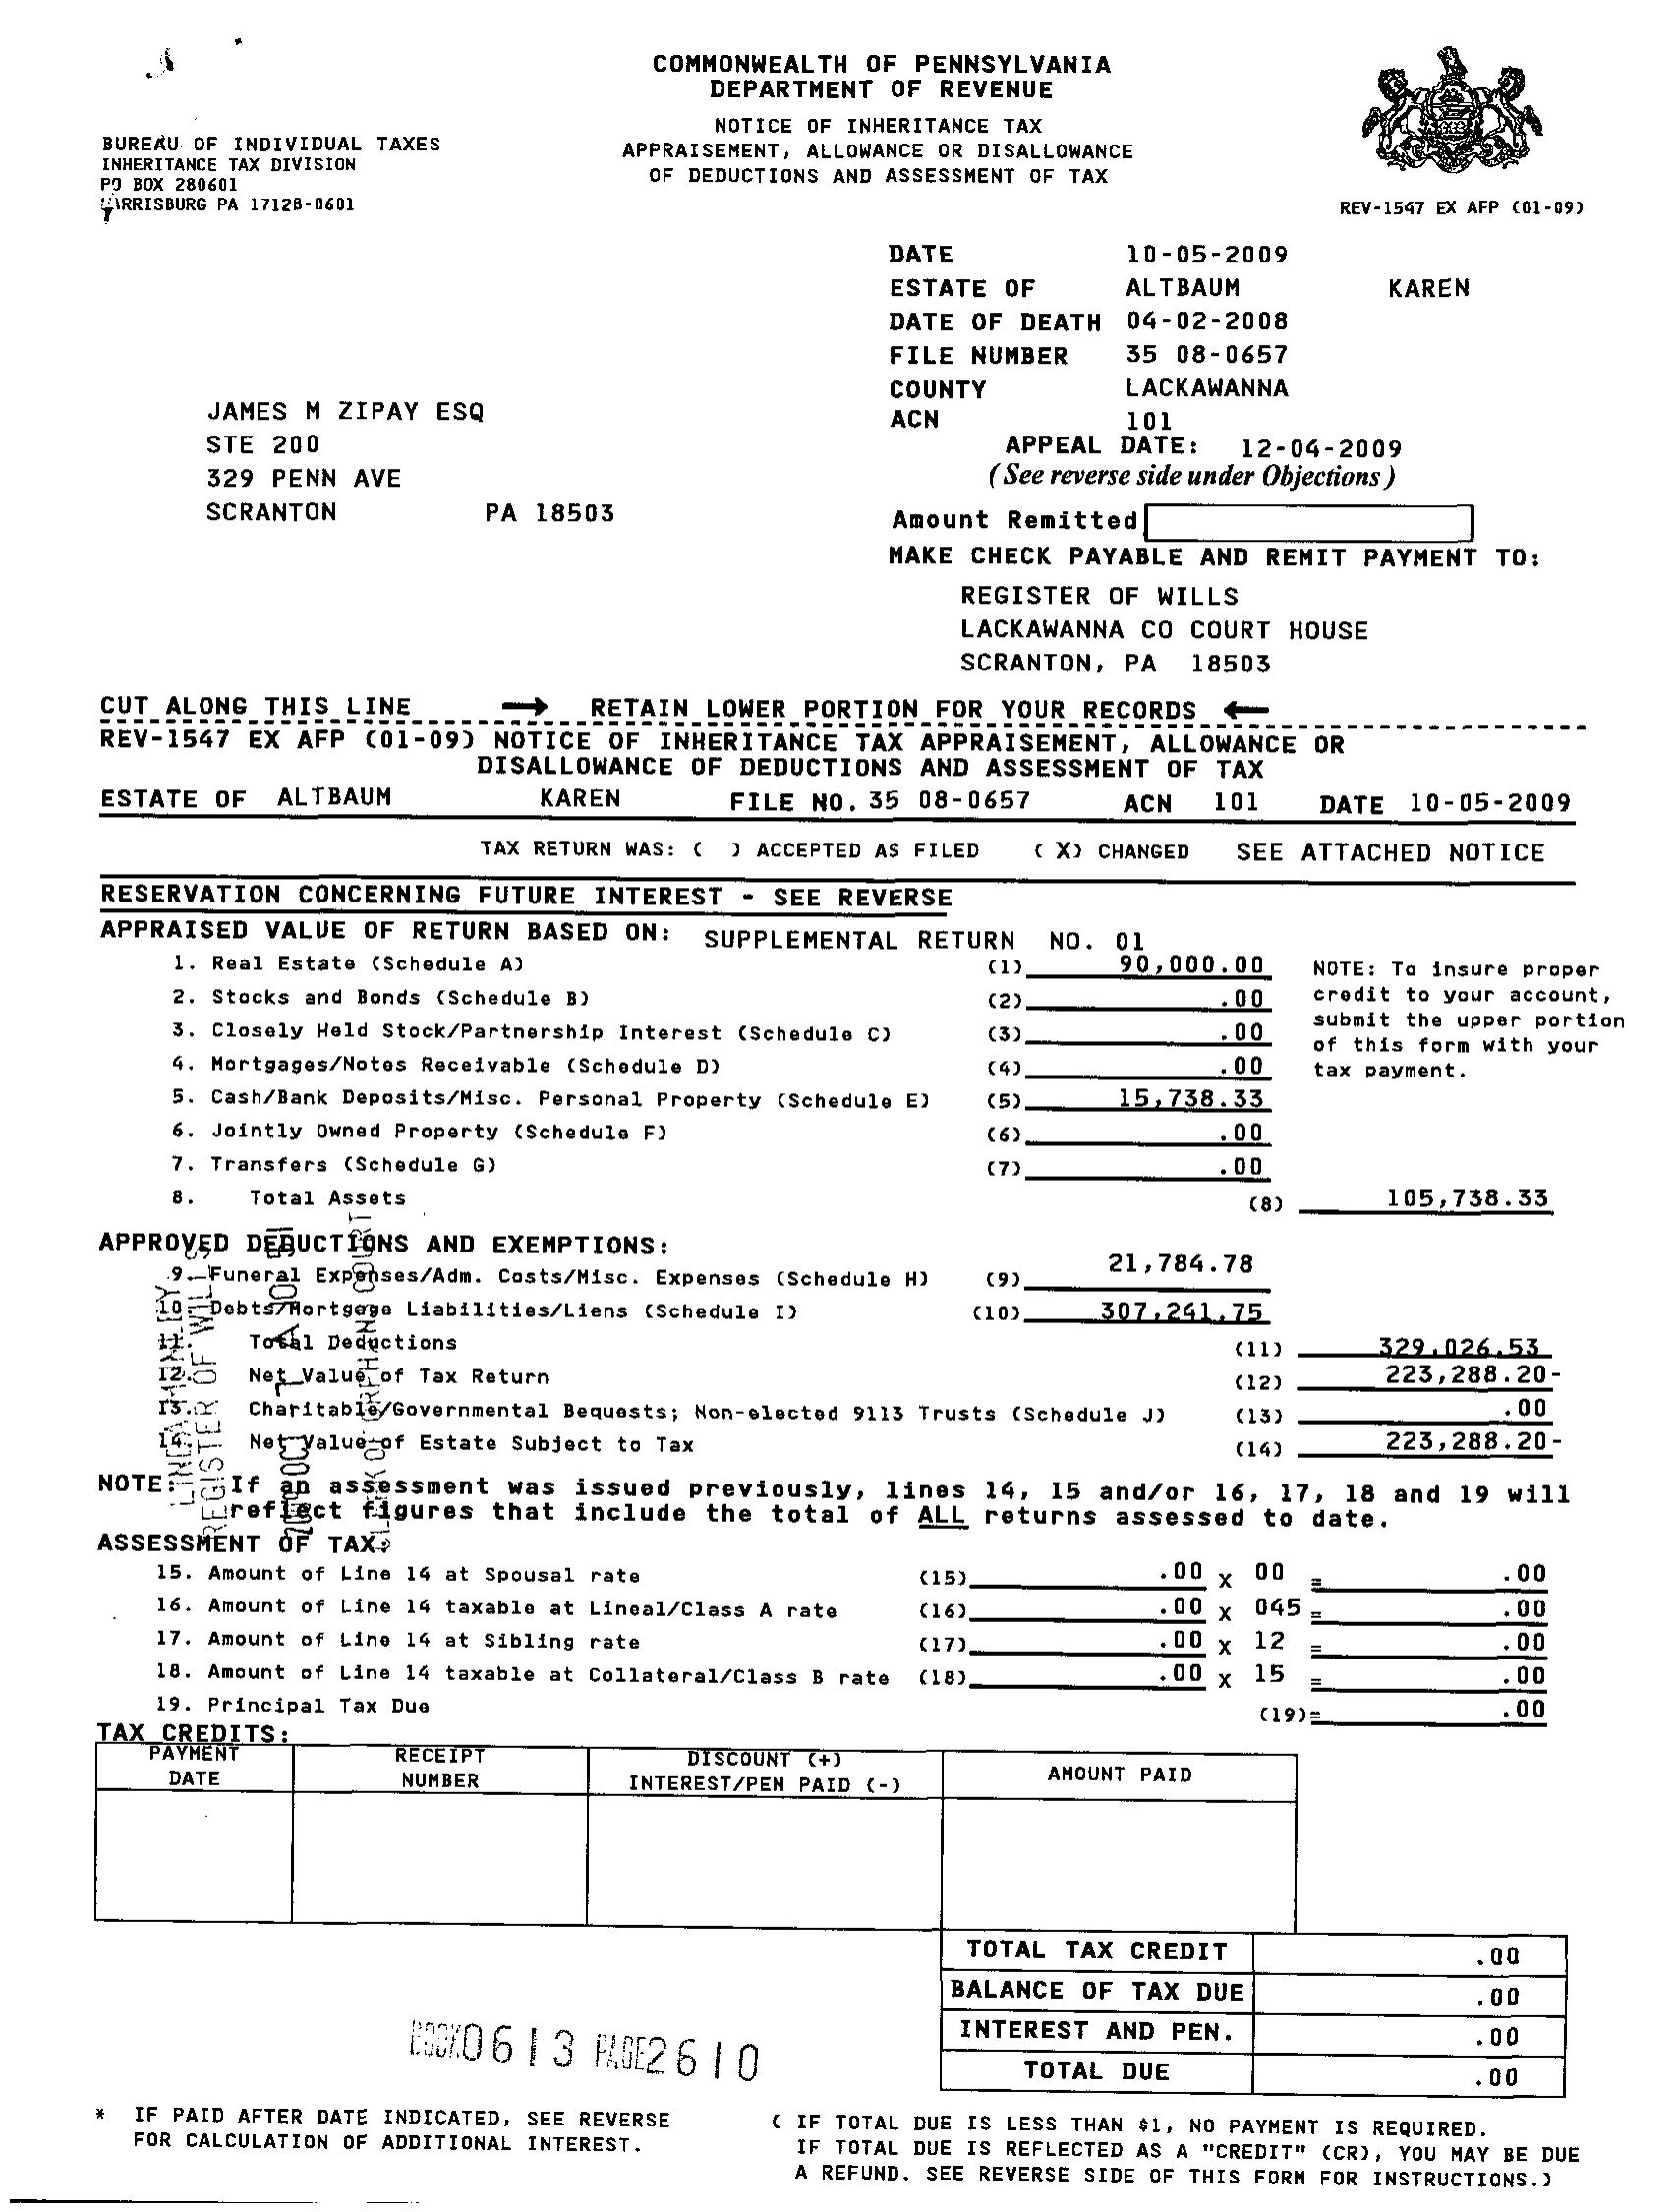 COMMONWEALTH OF PENNSYLVANIA
DEPARTMENT OF REVENUE
NOTICE OF INHERITANCE TAX
APPRAISEMENT, ALLOWANCE OR DISALLOWANCE
OF DEDUCTIONS AND ASSESSMENT OF TAX
BUREAU OF INDIVIDUAL TAXES
INHERITANCE TAX DIVISION
PO BOX 280601
HARRISBURG PA 17128-0601
REV-1547 EX AFP (01-09)
DATE 10-05-2009
ESTATE OF ALTBAUM KAREN
DATE OF DEATH 04-02-2008
FILE NUMBER 35 08-0657
COUNTY LACKAWANNA
ACN 101
APPEAL DATE: 12-04-2009
(See reverse side under Objections)
JAMES M ZIPAY ESQ
STE 200
329 PENN AVE
SCRANTON PA 18503
Amount Remitted
MAKE CHECK PAYABLE AND REMIT PAYMENT TO:
REGISTER OF WILLS
LACKAWANNA CO COURT HOUSE
SCRANTON, PA 18503
CUT ALONG THIS LINE → RETAIN LOWER PORTION FOR YOUR RECORDS ←
REV-1547 EX AFP (01-09) NOTICE OF INHERITANCE TAX APPRAISEMENT, ALLOWANCE OR
DISALLOWANCE OF DEDUCTIONS AND ASSESSMENT OF TAX
ESTATE OF ALTBAUM KAREN FILE NO. 35 08-0657 ACN 101 DATE 10-05-2009
TAX RETURN WAS: ( ) ACCEPTED AS FILED ( X) CHANGED SEE ATTACHED NOTICE
RESERVATION CONCERNING FUTURE INTEREST - SEE REVERSE
APPRAISED VALUE OF RETURN BASED ON: SUPPLEMENTAL RETURN NO. 01
1. Real Estate (Schedule A) (1) 90,000.00
2. Stocks and Bonds (Schedule B) (2) .00
3. Closely Held Stock/Partnership Interest (Schedule C) (3) .00
4. Mortgages/Notes Receivable (Schedule D) (4) .00
5. Cash/Bank Deposits/Misc. Personal Property (Schedule E) (5) 15,738.33
6. Jointly Owned Property (Schedule F) (6) .00
7. Transfers (Schedule G) (7) .00
8. Total Assets (8) 105,738.33
NOTE: To insure proper
credit to your account,
submit the upper portion
of this form with your
tax payment.
APPROVED DEDUCTIONS AND EXEMPTIONS:
9. Funeral Expenses/Adm. Costs/Misc. Expenses (Schedule H) (9) 21,784.78
10. Debts/Mortgage Liabilities/Liens (Schedule I) (10) 307,241.75
11. Total Deductions (11) 329,026.53
12. Net Value of Tax Return (12) 223,288.20-
13. Charitable/Governmental Bequests; Non-elected 9113 Trusts (Schedule J) (13) .00
14. Net Value of Estate Subject to Tax (14) 223,288.20-
REGISTER OF WILLS
NOTE: If an assessment was issued previously, lines 14, 15 and/or 16, 17, 18 and 19 will
reflect figures that include the total of ALL returns assessed to date.
ASSESSMENT OF TAX:
15. Amount of Line 14 at Spousal rate (15) .00 X 00 = .00
16. Amount of Line 14 taxable at Lineal/Class A rate (16) .00 X 045 = .00
17. Amount of Line 14 at Sibling rate (17) .00 X 12 = .00
18. Amount of Line 14 taxable at Collateral/Class B rate (18) .00 X 15 = .00
19. Principal Tax Due (19)= .00
TAX CREDITS:
PAYMENT DATE
RECEIPT NUMBER
DISCOUNT (+) INTEREST/PEN PAID (-)
AMOUNT PAID
TOTAL TAX CREDIT .00
BALANCE OF TAX DUE .00
INTEREST AND PEN. .00
TOTAL DUE .00
BOOK 0613 PAGE 2610
* IF PAID AFTER DATE INDICATED, SEE REVERSE
FOR CALCULATION OF ADDITIONAL INTEREST.
( IF TOTAL DUE IS LESS THAN $1, NO PAYMENT IS REQUIRED.
IF TOTAL DUE IS REFLECTED AS A "CREDIT" (CR), YOU MAY BE DUE
A REFUND. SEE REVERSE SIDE OF THIS FORM FOR INSTRUCTIONS.)